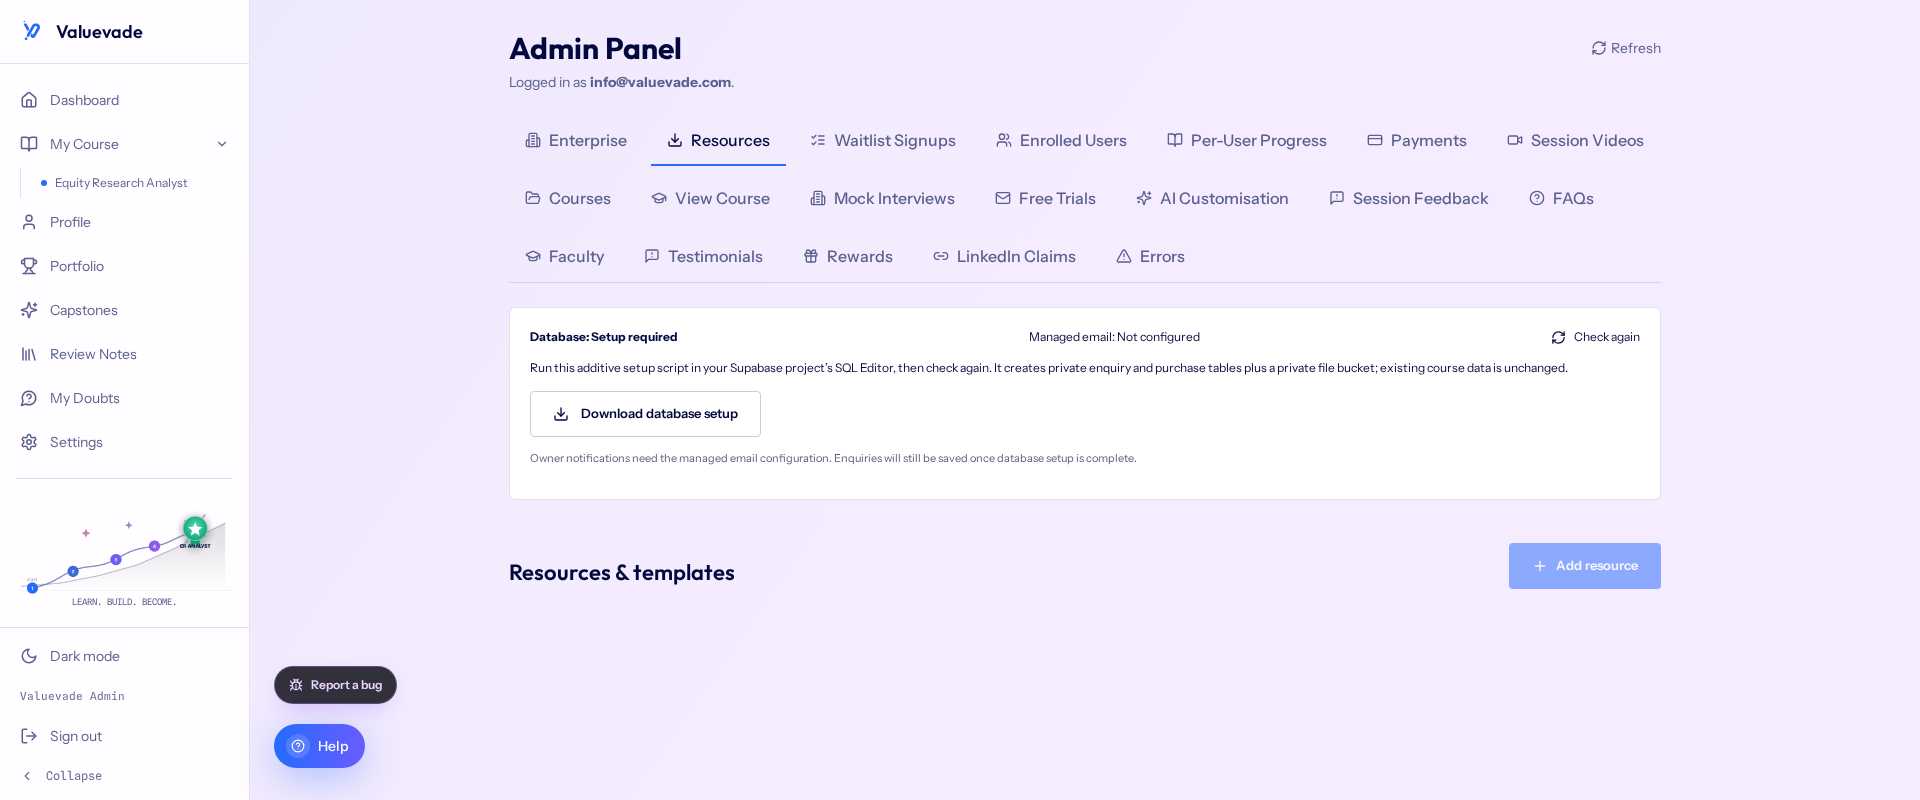 Valuevade
Dashboard
My Course
Equity Research Analyst
Profile
Portfolio
Capstones
Review Notes
My Doubts
Settings
LEARN. BUILD. BECOME.
Dark mode
Valuevade Admin
Sign out
Collapse
Admin Panel
Refresh
Logged in as info@valuevade.com.
Enterprise Resources Waitlist Signups Enrolled Users Per-User Progress Payments Session Videos
Courses View Course Mock Interviews Free Trials AI Customisation Session Feedback FAQs
Faculty Testimonials Rewards LinkedIn Claims Errors
Database: Setup required Managed email: Not configured Check again
Run this additive setup script in your Supabase project's SQL Editor, then check again. It creates private enquiry and purchase tables plus a private file bucket; existing course data is unchanged.
Download database setup
Owner notifications need the managed email configuration. Enquiries will still be saved once database setup is complete.
Resources & templates
Add resource
Report a bug
Help